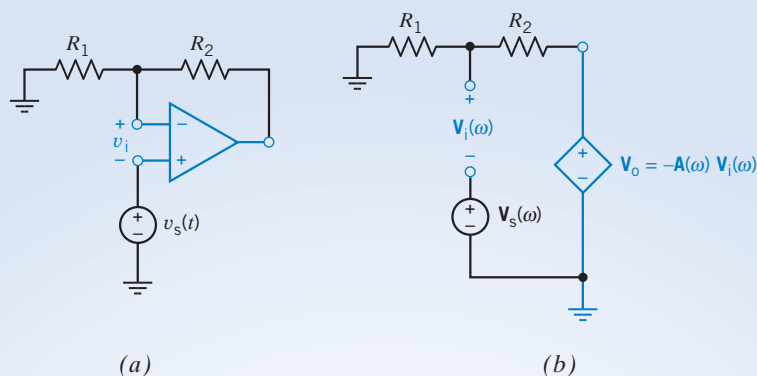 R1
R2
+
−
vi
−
+
+
−
vs(t)
(a)
R1
R2
+
Vi(ω)
−
+
−
Vs(ω)
+
−
Vo = –A(ω) Vi(ω)
(b)